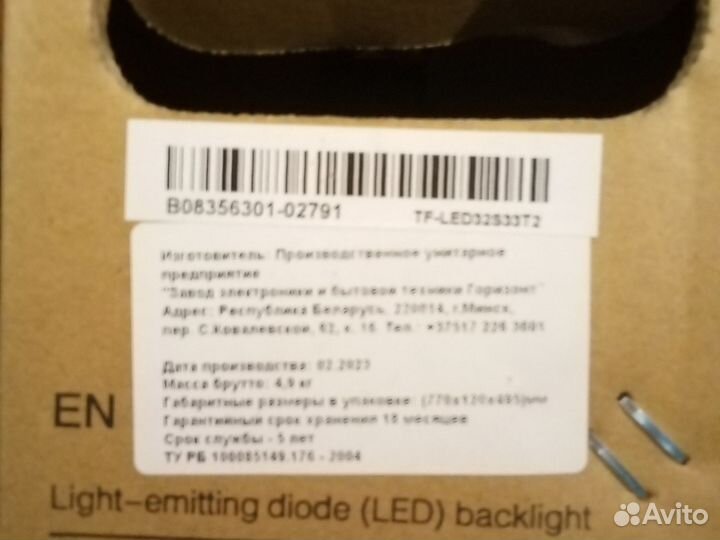 B08356301-02791
TF-LED32S33T2
Изготовитель: Производственное унитарное
предприятие
"Завод электроники и бытовой техники Горизонт"
Адрес: Республика Беларусь, 220014, г.Минск,
пер. С.Ковалевской, 62, к. 16. Тел.: +37517 226 3601
Дата производства: 02.2023
Масса брутто: 4,9 кг
Габаритные размеры в упаковке: (770x120x495)мм
Гарантийный срок хранения 18 месяцев
Срок службы - 5 лет
ТУ РБ 100085149.176 - 2004
EN
Light-emitting diode (LED) backlight
Avito